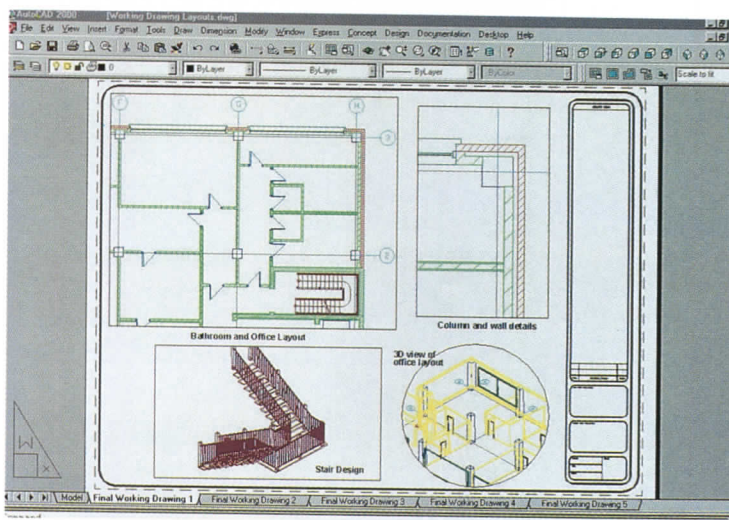 AutoCAD 2000 [Working Drawing Layouts.dwg]
File Edit View Insert Format Tools Draw Dimension Modify Window Express Concept Design Documentation Desktop Help
0 ByLayer ByLayer ByLayer ByColor Scale to fit
F G H
3
2
Bathroom and Office Layout
Column and wall details
3D view of
office layout
Stair Design
W
X
Model Final Working Drawing 1 Final Working Drawing 2 Final Working Drawing 3 Final Working Drawing 4 Final Working Drawing 5